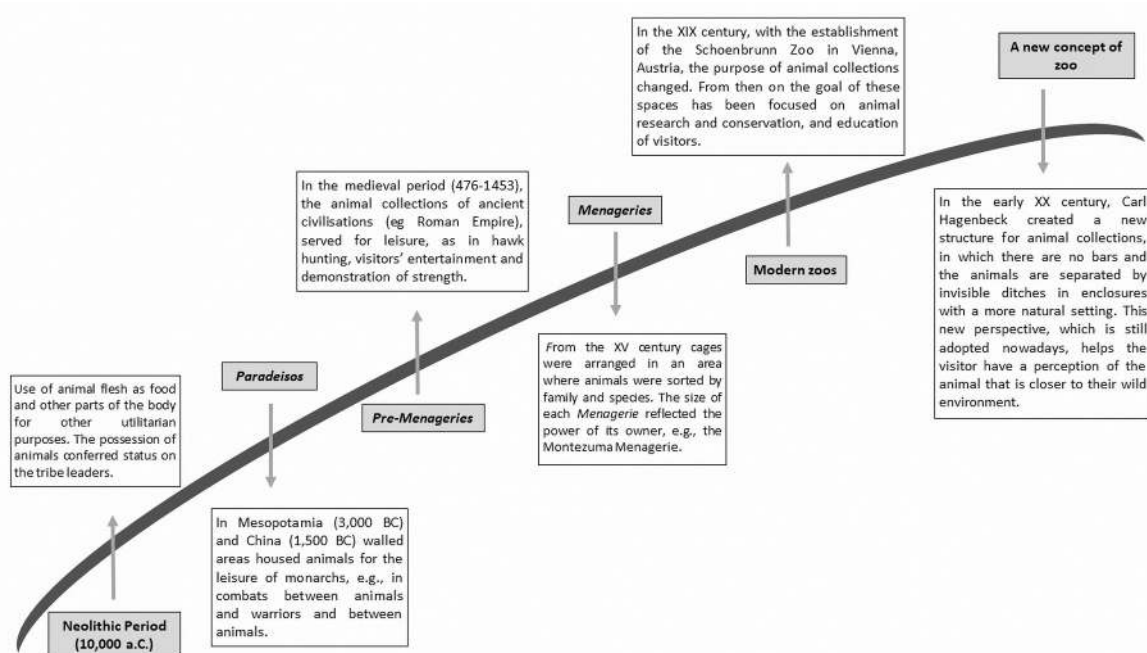 Neolithic Period
(10,000 a.C.)
Use of animal flesh as food
and other parts of the body
for other utilitarian
purposes. The possession of
animals conferred status on
the tribe leaders.
Paradeisos
In Mesopotamia (3,000 BC)
and China (1,500 BC) walled
areas housed animals for the
leisure of monarchs, e.g., in
combats between animals
and warriors and between
animals.
Pre-Menageries
In the medieval period (476-1453),
the animal collections of ancient
civilisations (eg Roman Empire),
served for leisure, as in hawk
hunting, visitors' entertainment and
demonstration of strength.
Menageries
From the XV century cages
were arranged in an area
where animals were sorted by
family and species. The size of
each Menagerie reflected the
power of its owner, e.g., the
Montezuma Menagerie.
Modern zoos
In the XIX century, with the establishment
of the Schoenbrunn Zoo in Vienna,
Austria, the purpose of animal collections
changed. From then on the goal of these
spaces has been focused on animal
research and conservation, and education
of visitors.
A new concept of
zoo
In the early XX century, Carl
Hagenbeck created a new
structure for animal collections,
in which there are no bars and
the animals are separated by
invisible ditches in enclosures
with a more natural setting. This
new perspective, which is still
adopted nowadays, helps the
visitor have a perception of the
animal that is closer to their wild
environment.